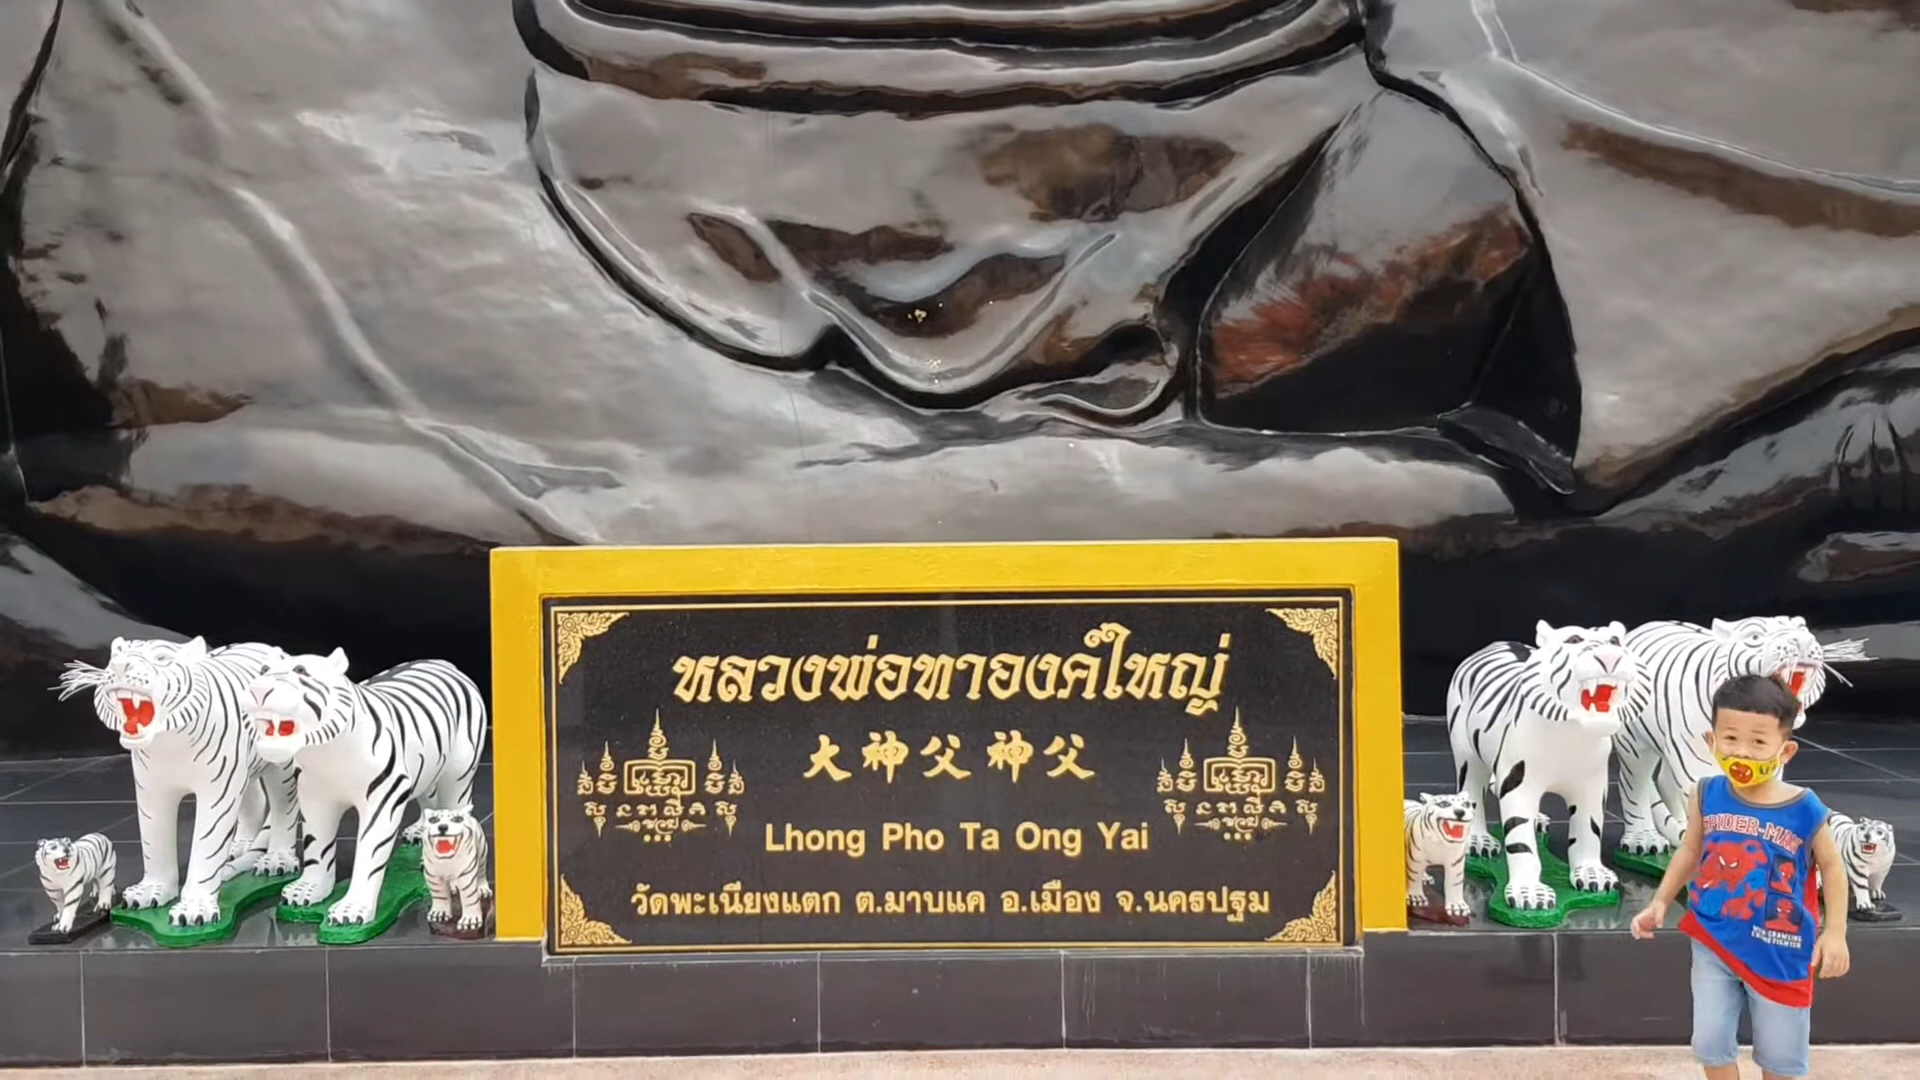 หลวงพ่อทาองค์ใหญ่
大神父神父
Lhong Pho Ta Ong Yai
วัดพะเนียงแตก ต.มาบแค อ.เมือง จ.นครปฐม
SPIDER-MAN